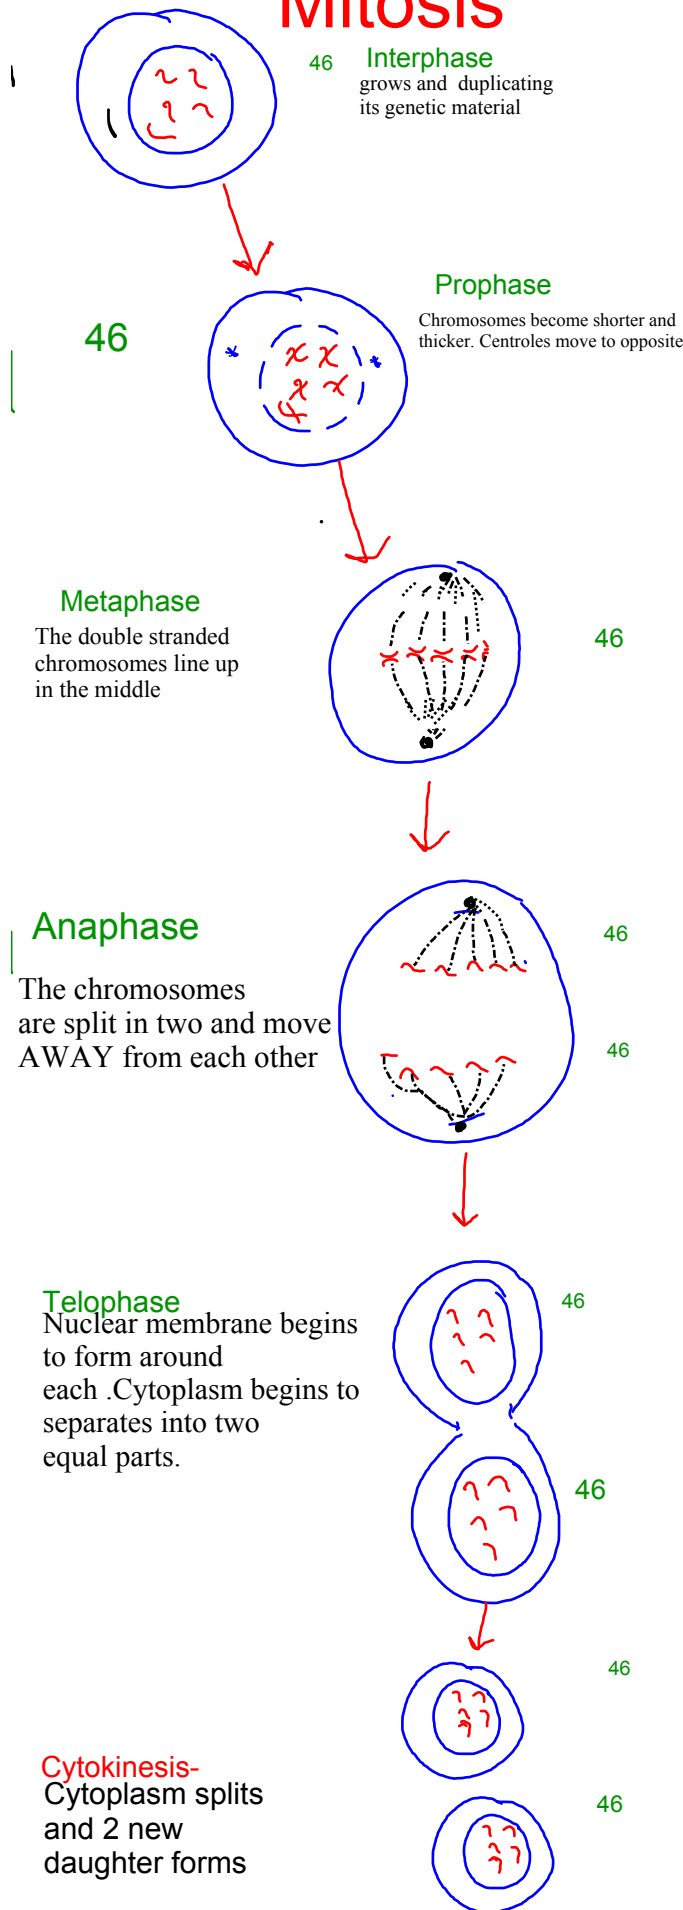 Mitosis
46 Interphase
grows and duplicating
its genetic material
Prophase
46
Chromosomes become shorter and
thicker. Centroles move to opposite
Metaphase
The double stranded
chromosomes line up
in the middle
46
Anaphase
46
The chromosomes
are split in two and move
AWAY from each other
46
Telophase
46
Nuclear membrane begins
to form around
each .Cytoplasm begins to
separates into two
equal parts.
46
46
Cytokinesis-
Cytoplasm splits
and 2 new
daughter forms
46